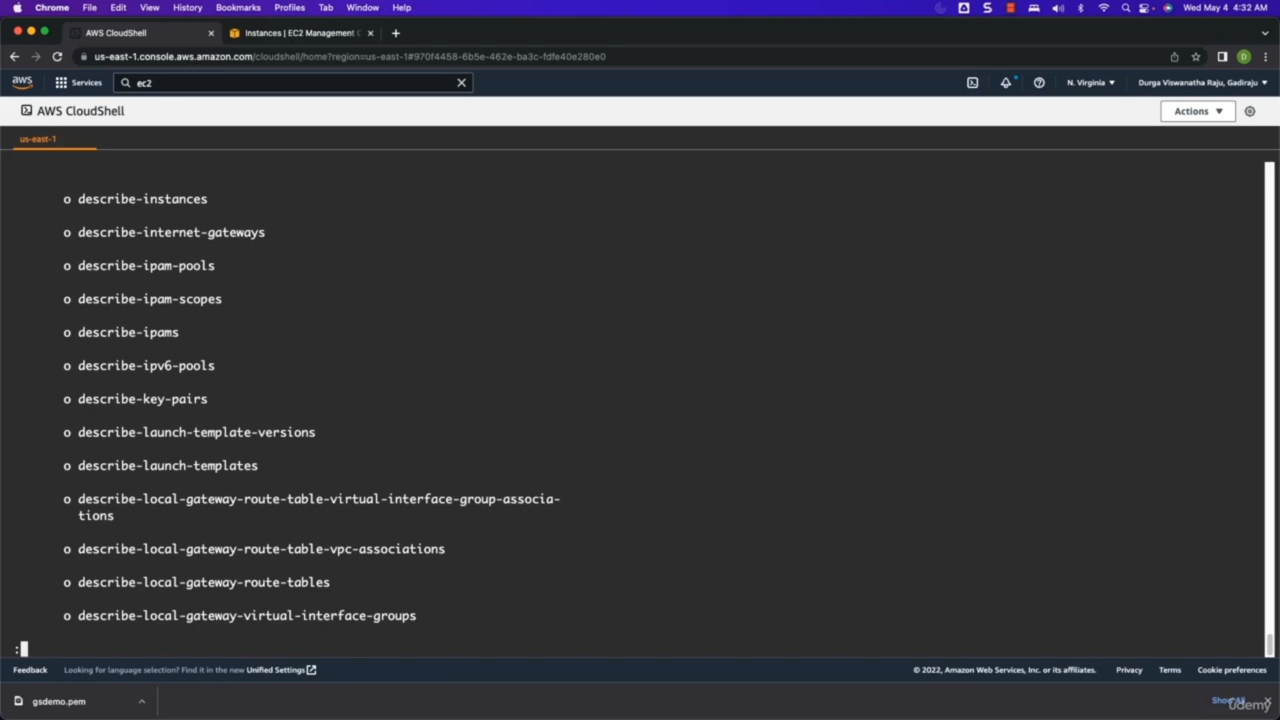 Chrome File Edit View History Bookmarks Profiles Tab Window Help Wed May 4 4:32 AM
AWS CloudShell Instances | EC2 Management C
us-east-1.console.aws.amazon.com/cloudshell/home?region=us-east-1#970f4458-6b5e-462e-ba3c-fdfe40e280e0
aws Services ec2 N. Virginia Durga Viswanatha Raju, Gadiraju
AWS CloudShell Actions
us-east-1
o describe-instances
o describe-internet-gateways
o describe-ipam-pools
o describe-ipam-scopes
o describe-ipams
o describe-ipv6-pools
o describe-key-pairs
o describe-launch-template-versions
o describe-launch-templates
o describe-local-gateway-route-table-virtual-interface-group-associa-
tions
o describe-local-gateway-route-table-vpc-associations
o describe-local-gateway-route-tables
o describe-local-gateway-virtual-interface-groups
:
Feedback Looking for language selection? Find it in the new Unified Settings © 2022, Amazon Web Services, Inc. or its affiliates. Privacy Terms Cookie preferences
gsdemo.pem Show All
udemy